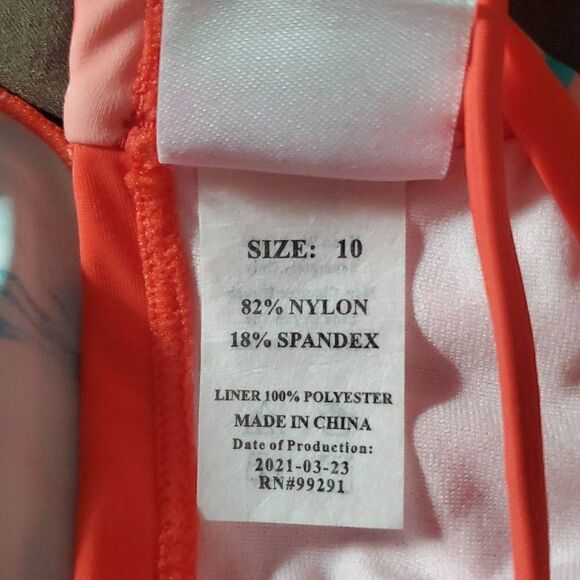 SIZE: 10
82% NYLON
18% SPANDEX
LINER 100% POLYESTER
MADE IN CHINA
Date of Production:
2021-03-23
RN#99291